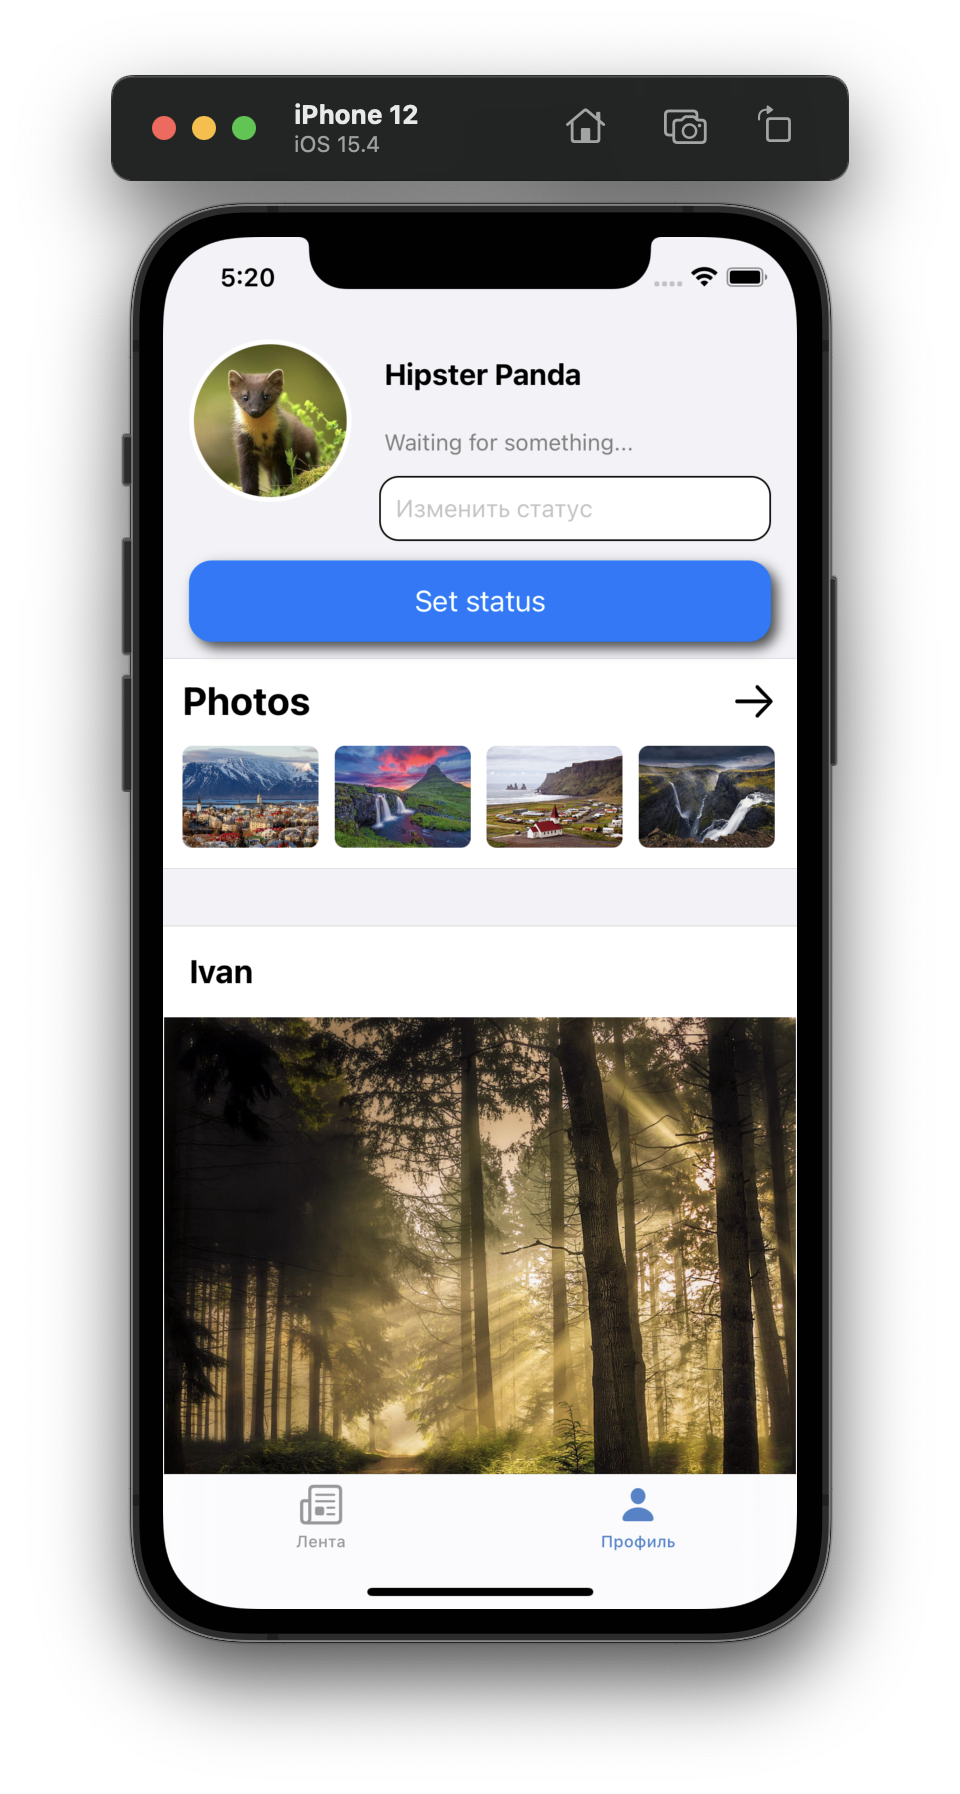 iPhone 12
iOS 15.4
5:20
Hipster Panda
Waiting for something...
Изменить статус
Set status
Photos
Ivan
Лента
Профиль